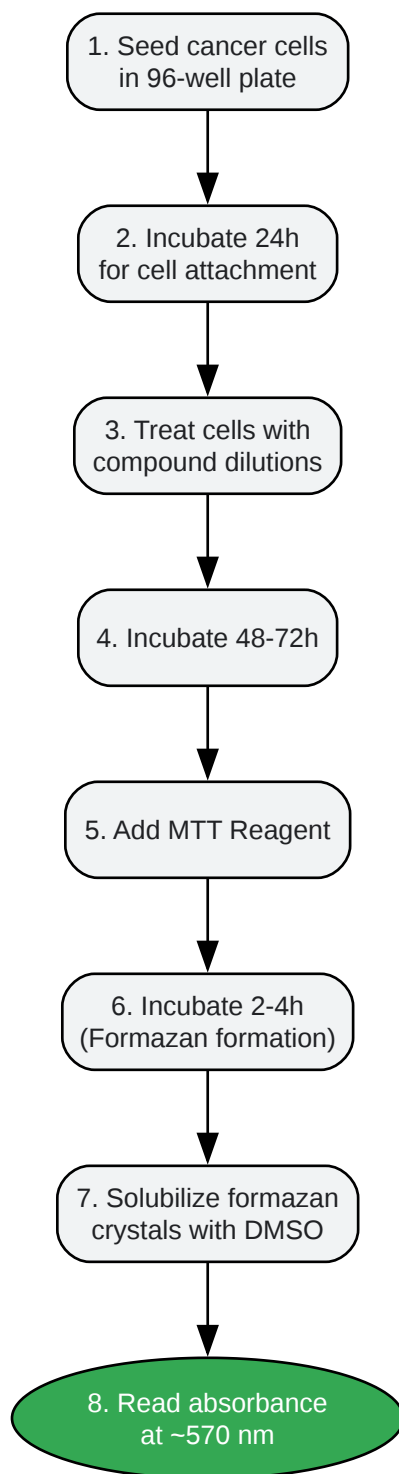 1. Seed cancer cells
in 96-well plate
2. Incubate 24h
for cell attachment
3. Treat cells with
compound dilutions
4. Incubate 48-72h
5. Add MTT Reagent
6. Incubate 2-4h
(Formazan formation)
7. Solubilize formazan
crystals with DMSO
8. Read absorbance
at ~570 nm